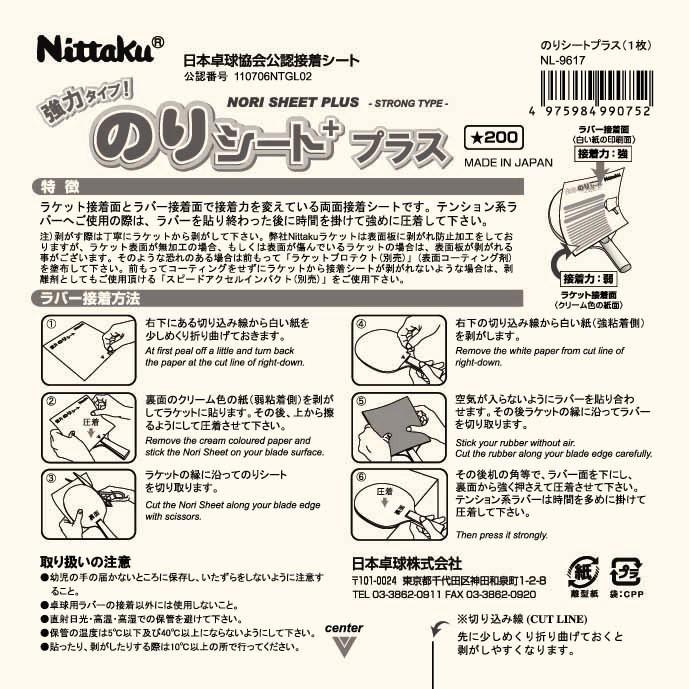 Nittaku®
日本卓球協会公認接着シート
公認番号 110706NTGL02
のりシートプラス(1枚)
NL-9617
4 975984 990752
強力タイプ!
NORI SHEET PLUS - STRONG TYPE -
のりシート+プラス
★200
MADE IN JAPAN
ラバー接着面
(白い紙の印刷面)
接着力:強
Nittaku
のりシート
接着力:弱
ラケット接着面
(クリーム色の紙面)
特 徴
ラケット接着面とラバー接着面で接着力を変えている両面接着シートです。テンション系ラ
バーへご使用の際は、ラバーを貼り終わった後に時間を掛けて強めに圧着して下さい。
注)剥がす際は丁寧にラケットから剥がして下さい。弊社Nittakuラケットは表面板に剥がれ防止加工をしてお
りますが、ラケット表面が無加工の場合、もしくは表面が傷んでいるラケットの場合は、表面板が剥がれる
事がございます。そのような恐れのある場合は前もって「ラケットプロテクト(別売)」(表面コーティング剤)
を塗布して下さい。前もってコーティングをせずにラケットから接着シートが剥がれないような場合は、剥
離剤としてもご使用頂ける「スピードアクセルインパクト(別売)」をご使用下さい。
ラバー接着方法
①
右下にある切り込み線から白い紙を
少しめくり折り曲げておきます。
At first peal off a little and turn back
the paper at the cut line of right-down.
②
圧着
裏面のクリーム色の紙(弱粘着側)を剥が
してラケットに貼ります。その後、上から擦
るようにして圧着させて下さい。
Remove the cream coloured paper and
stick the Nori Sheet on your blade surface.
③
裏面
ラケットの縁に沿ってのりシート
を切り取ります。
Cut the Nori Sheet along your blade edge
with scissors.
④
右下の切り込み線から白い紙(強粘着側)
を剥がします。
Remove the white paper from cut line of
right-down.
⑤
空気が入らないようにラバーを貼り合わ
せます。その後ラケットの縁に沿ってラバー
を切り取ります。
Stick your rubber without air.
Cut the rubber along your blade edge carefully.
⑥
圧着
裏面
その後机の角等で、ラバー面を下にし、
裏面から強く押さえて圧着させて下さい。
テンション系ラバーは時間を多めに掛けて
圧着して下さい。
Then press it strongly.
取り扱いの注意
●幼児の手の届かないところに保存し、いたずらをしないように注意す
ること。
●卓球用ラバーの接着以外には使用しないこと。
●直射日光・高温・高湿での保管を避けて下さい。
●保管の温度は5℃以下及び40℃以上にならないようにして下さい。
●貼ったり、剥がしたりする際は10℃以上の所で行ってください。
center
日本卓球株式会社
〒101-0024 東京都千代田区神田和泉町1-2-8
TEL 03-3862-0911 FAX 03-3862-0920
紙
離型紙
プラ
袋:CPP
※切り込み線 (CUT LINE)
先に少しめくり折り曲げておくと
剥がしやすくなります。